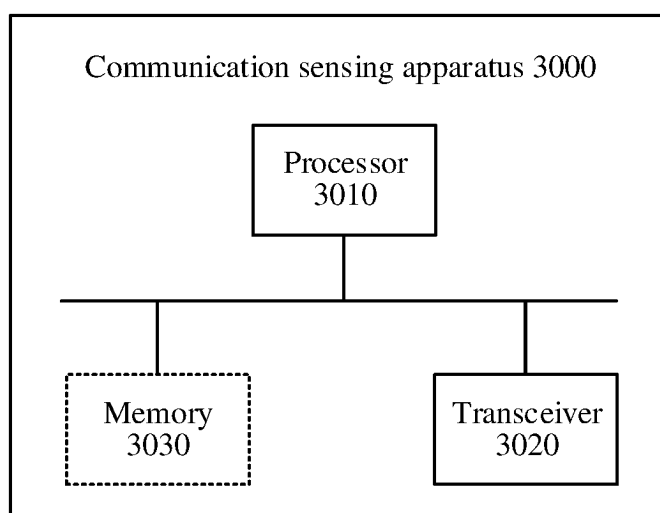 Communication sensing apparatus 3000
Processor
3010
Memory
3030
Transceiver
3020